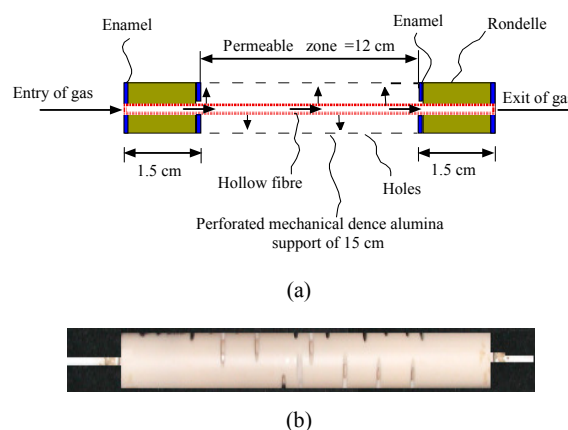 Enamel
Enamel
Rondelle
Permeable zone =12 cm
Entry of gas
Exit of gas
1.5 cm
1.5 cm
Hollow fibre
Holes
Perforated mechanical dence alumina
support of 15 cm
(a)
(b)